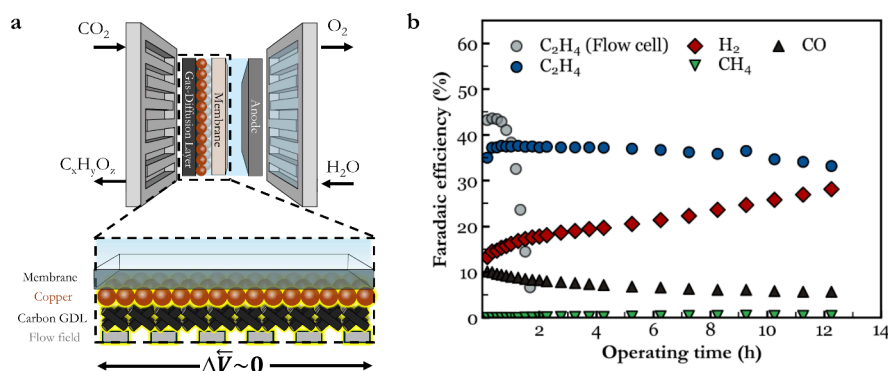 a
CO₂
O₂
Gas-Diffusion Layer
Membrane
Anode
CₓHᵧO_z
H₂O
Membrane
Copper
Carbon GDL
Flow field
ΔV⃖~0
b
Faradaic efficiency (%)
60
50
40
30
20
10
0
C₂H₄ (Flow cell)
H₂
CO
C₂H₄
CH₄
2
4
6
8
10
12
14
Operating time (h)